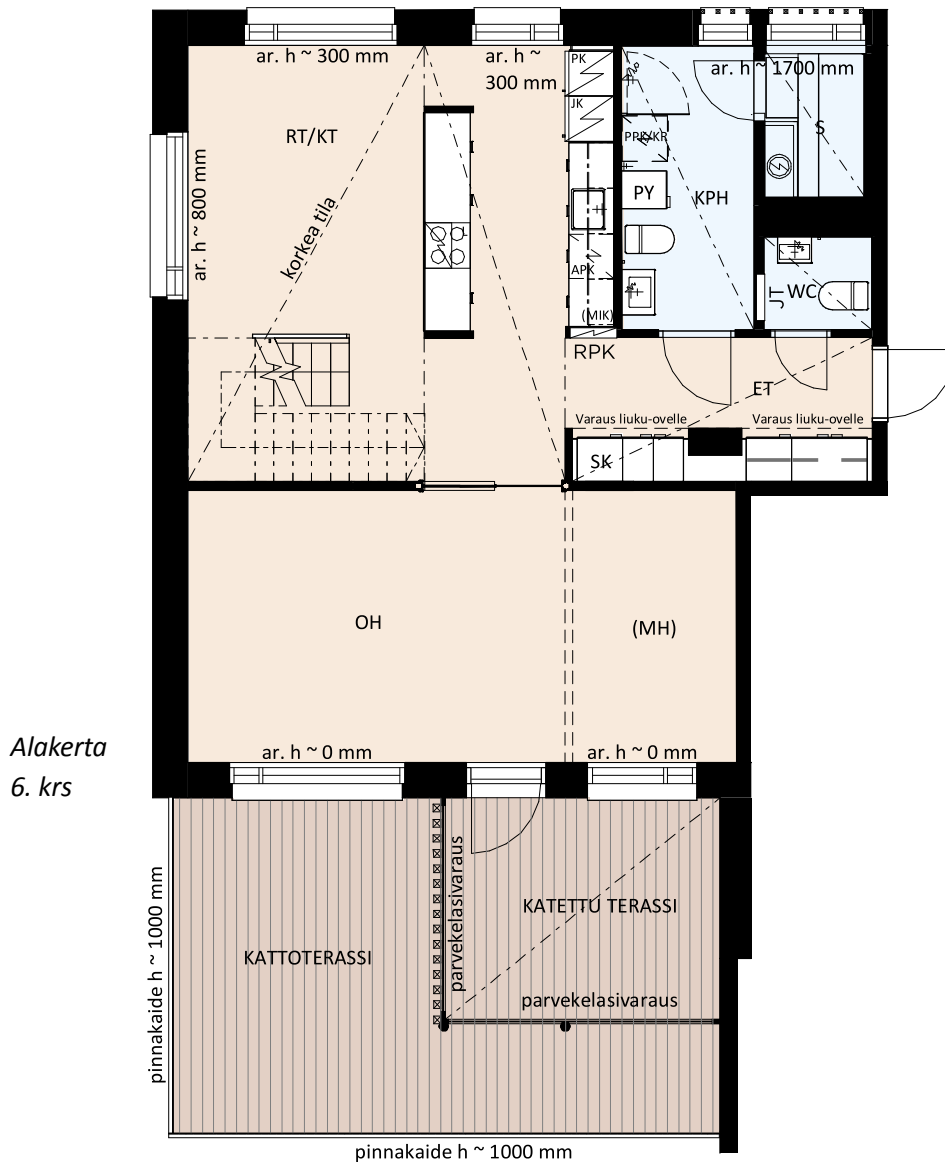 ar. h ~ 300 mm
ar. h ~
300 mm
PK
ar. h ~ 1700 mm
JK
RT/KT
PPK/KR
S
ar. h ~ 800 mm
korkea tila
PY
KPH
APK
JT
WC
(MIK)
RPK
ET
Varaus liuku-ovelle
Varaus liuku-ovelle
SK
OH
(MH)
Alakerta
6. krs
ar. h ~ 0 mm
ar. h ~ 0 mm
pinnakaide h ~ 1000 mm
KATTOTERASSI
parvekelasivaraus
KATETTU TERASSI
parvekelasivaraus
pinnakaide h ~ 1000 mm